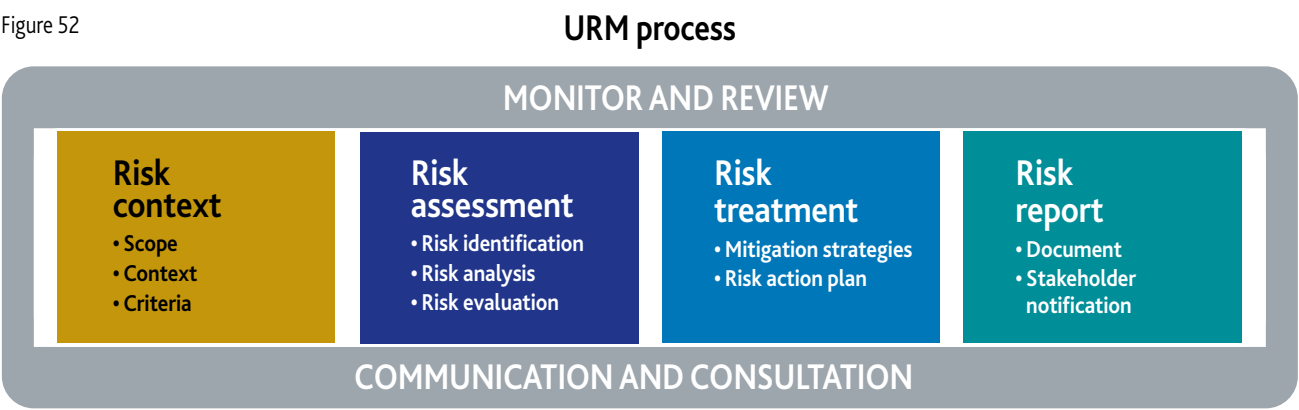 Figure 52
URM process
MONITOR AND REVIEW
Risk
context
• Scope
• Context
• Criteria
Risk
assessment
• Risk identification
• Risk analysis
• Risk evaluation
Risk
treatment
• Mitigation strategies
• Risk action plan
Risk
report
• Document
• Stakeholder
notification
COMMUNICATION AND CONSULTATION